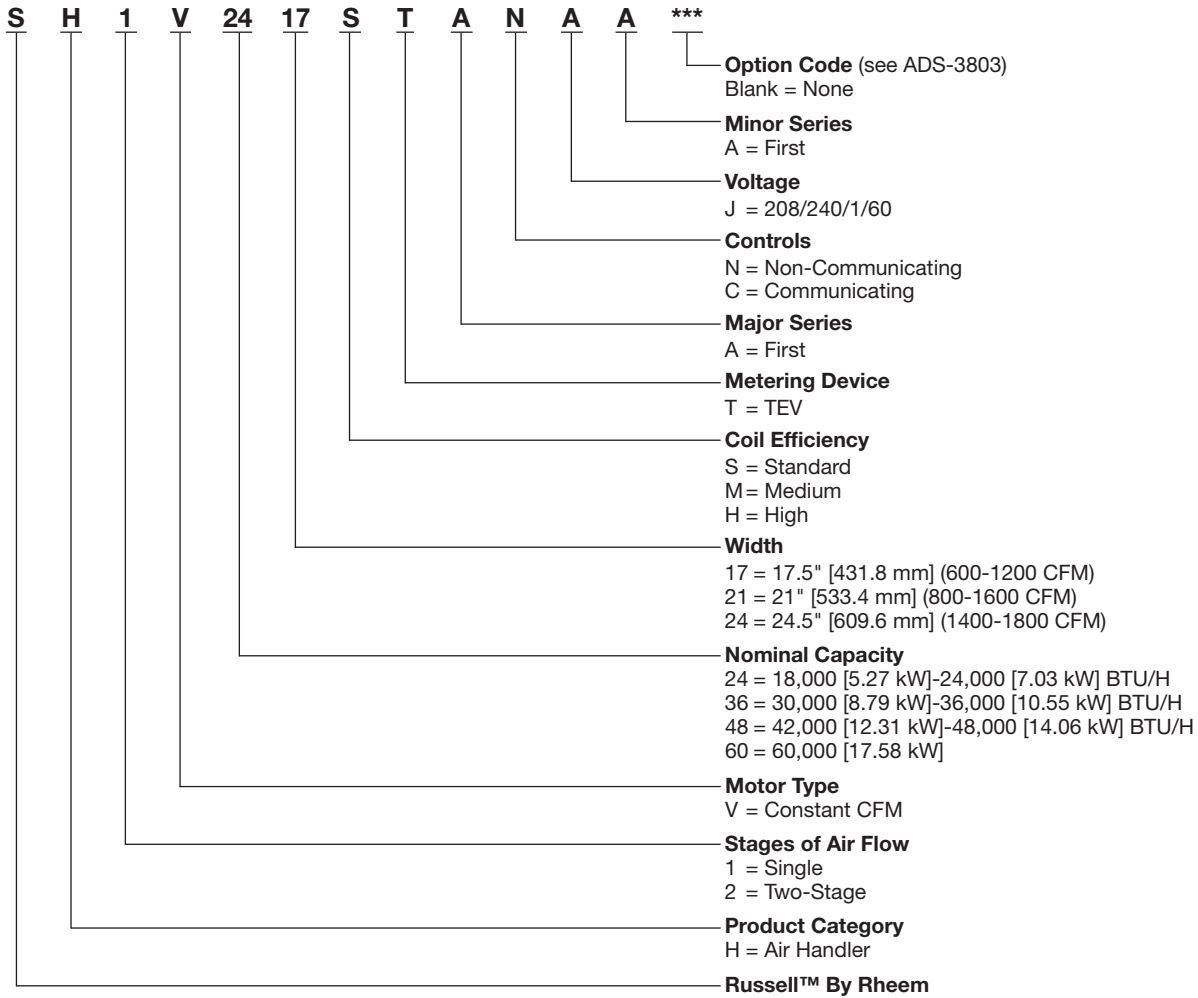 S H 1 V 24 17 S T A N A A ***
Option Code (see ADS-3803)
Blank = None
Minor Series
A = First
Voltage
J = 208/240/1/60
Controls
N = Non-Communicating
C = Communicating
Major Series
A = First
Metering Device
T = TEV
Coil Efficiency
S = Standard
M = Medium
H = High
Width
17 = 17.5" [431.8 mm] (600-1200 CFM)
21 = 21" [533.4 mm] (800-1600 CFM)
24 = 24.5" [609.6 mm] (1400-1800 CFM)
Nominal Capacity
24 = 18,000 [5.27 kW]-24,000 [7.03 kW] BTU/H
36 = 30,000 [8.79 kW]-36,000 [10.55 kW] BTU/H
48 = 42,000 [12.31 kW]-48,000 [14.06 kW] BTU/H
60 = 60,000 [17.58 kW]
Motor Type
V = Constant CFM
Stages of Air Flow
1 = Single
2 = Two-Stage
Product Category
H = Air Handler
Russell™ By Rheem